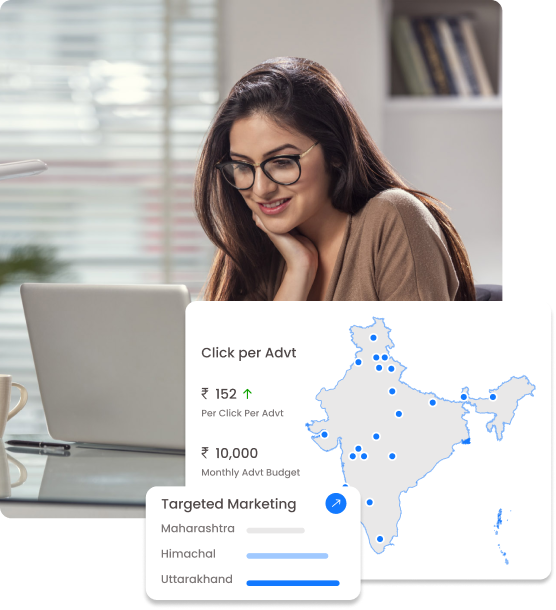 Click per Advt
₹ 152
Per Click Per Advt
₹ 10,000
Monthly Advt Budget
Targeted Marketing
Maharashtra
Himachal
Uttarakhand